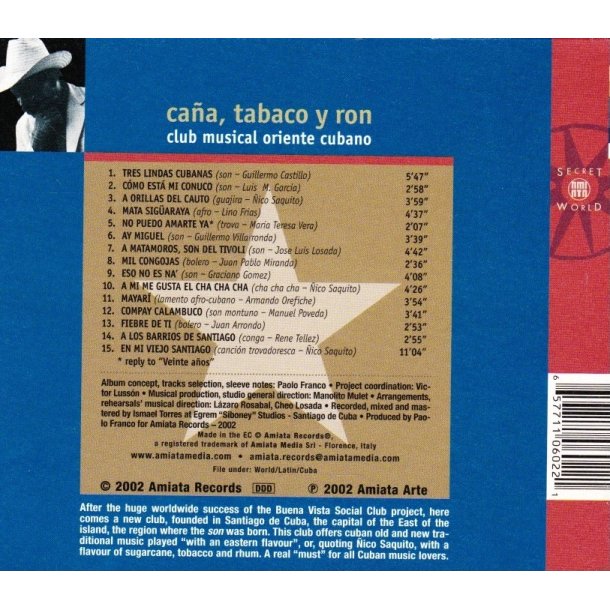 caña, tabaco y ron
club musical oriente cubano
1. TRES LINDAS CUBANAS (son – Guillermo Castillo) 5'47"
2. CÓMO ESTÁ MI CONUCO (son – Luis M. García) 2'58"
3. A ORILLAS DEL CAUTO (guajira – Ñico Saquito) 3'59"
4. MATA SIGÜARAYA (afro – Lino Frías) 4'37"
5. NO PUEDO AMARTE YA* (trova – Maria Teresa Vera) 2'07"
6. AY MIGUEL (son – Guillermo Villarronda) 3'39"
7. A MATAMOROS, SON DEL TIVOLI (son – Jose Luis Losada) 4'42"
8. MIL CONGOJAS (bolero – Juan Pablo Miranda) 2'36"
9. ESO NO ES NA' (son – Graciano Gomez) 4'08"
10. A MI ME GUSTA EL CHA CHA CHA (cha cha cha – Ñico Saquito) 4'26"
11. MAYARÍ (lamento afro-cubano – Armando Orefiche) 3'54"
12. COMPAY CALAMBUCO (son montuno – Manuel Poveda) 3'41"
13. FIEBRE DE TI (bolero – Juan Arrondo) 2'53"
14. A LOS BARRIOS DE SANTIAGO (conga – Rene Tellez) 2'55"
15. EN MI VIEJO SANTIAGO (canción trovadoresca – Ñico Saquito) 11'04"
* reply to "Veinte años"
Album concept, tracks selection, sleeve notes: Paolo Franco • Project coordination: Vic-
tor Lussón • Musical production, studio general direction: Manolito Mulet • Arrangements,
rehearsals' musical direction: Lázaro Rosabal, Cheo Losada • Recorded, mixed and mas-
tered by Ismael Torres at Egrem "Siboney" Studios - Santiago de Cuba • Produced by Pao-
lo Franco for Amiata Records – 2002
Made in the EC © Amiata Records®,
a registered trademark of Amiata Media Srl - Florence, Italy
www.amiatamedia.com • records@amiatamedia.com
File under: World/Latin/Cuba
© 2002 Amiata Records DDD ℗ 2002 Amiata Arte
After the huge worldwide success of the Buena Vista Social Club project, here
comes a new club, founded in Santiago de Cuba, the capital of the East of the
island, the region where the son was born. This club offers cuban old and new tra-
ditional music played "with an eastern flavour", or, quoting Ñico Saquito, with a
flavour of sugarcane, tobacco and rhum. A real "must" for all Cuban music lovers.
SECRET
AMI
ATA
WORLD
6 57711 06022 1